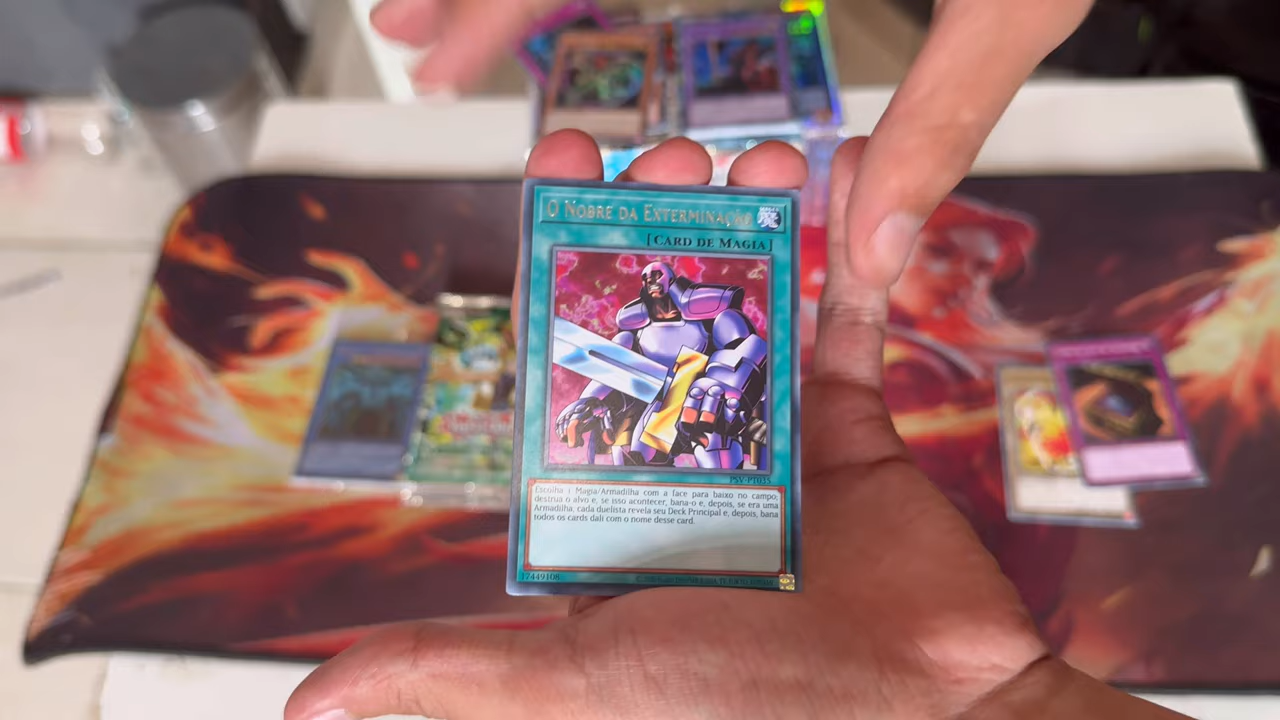 O Nobre da Exterminação
[Card de Magia]
PSV-PT035
Escolha 1 Magia/Armadilha com a face para baixo no campo;
destrua o alvo e, se isso acontecer, bana-o e, depois, se era uma
Armadilha, cada duelista revela seu Deck Principal e, depois, bana
todos os cards dali com o nome desse card.
17449108